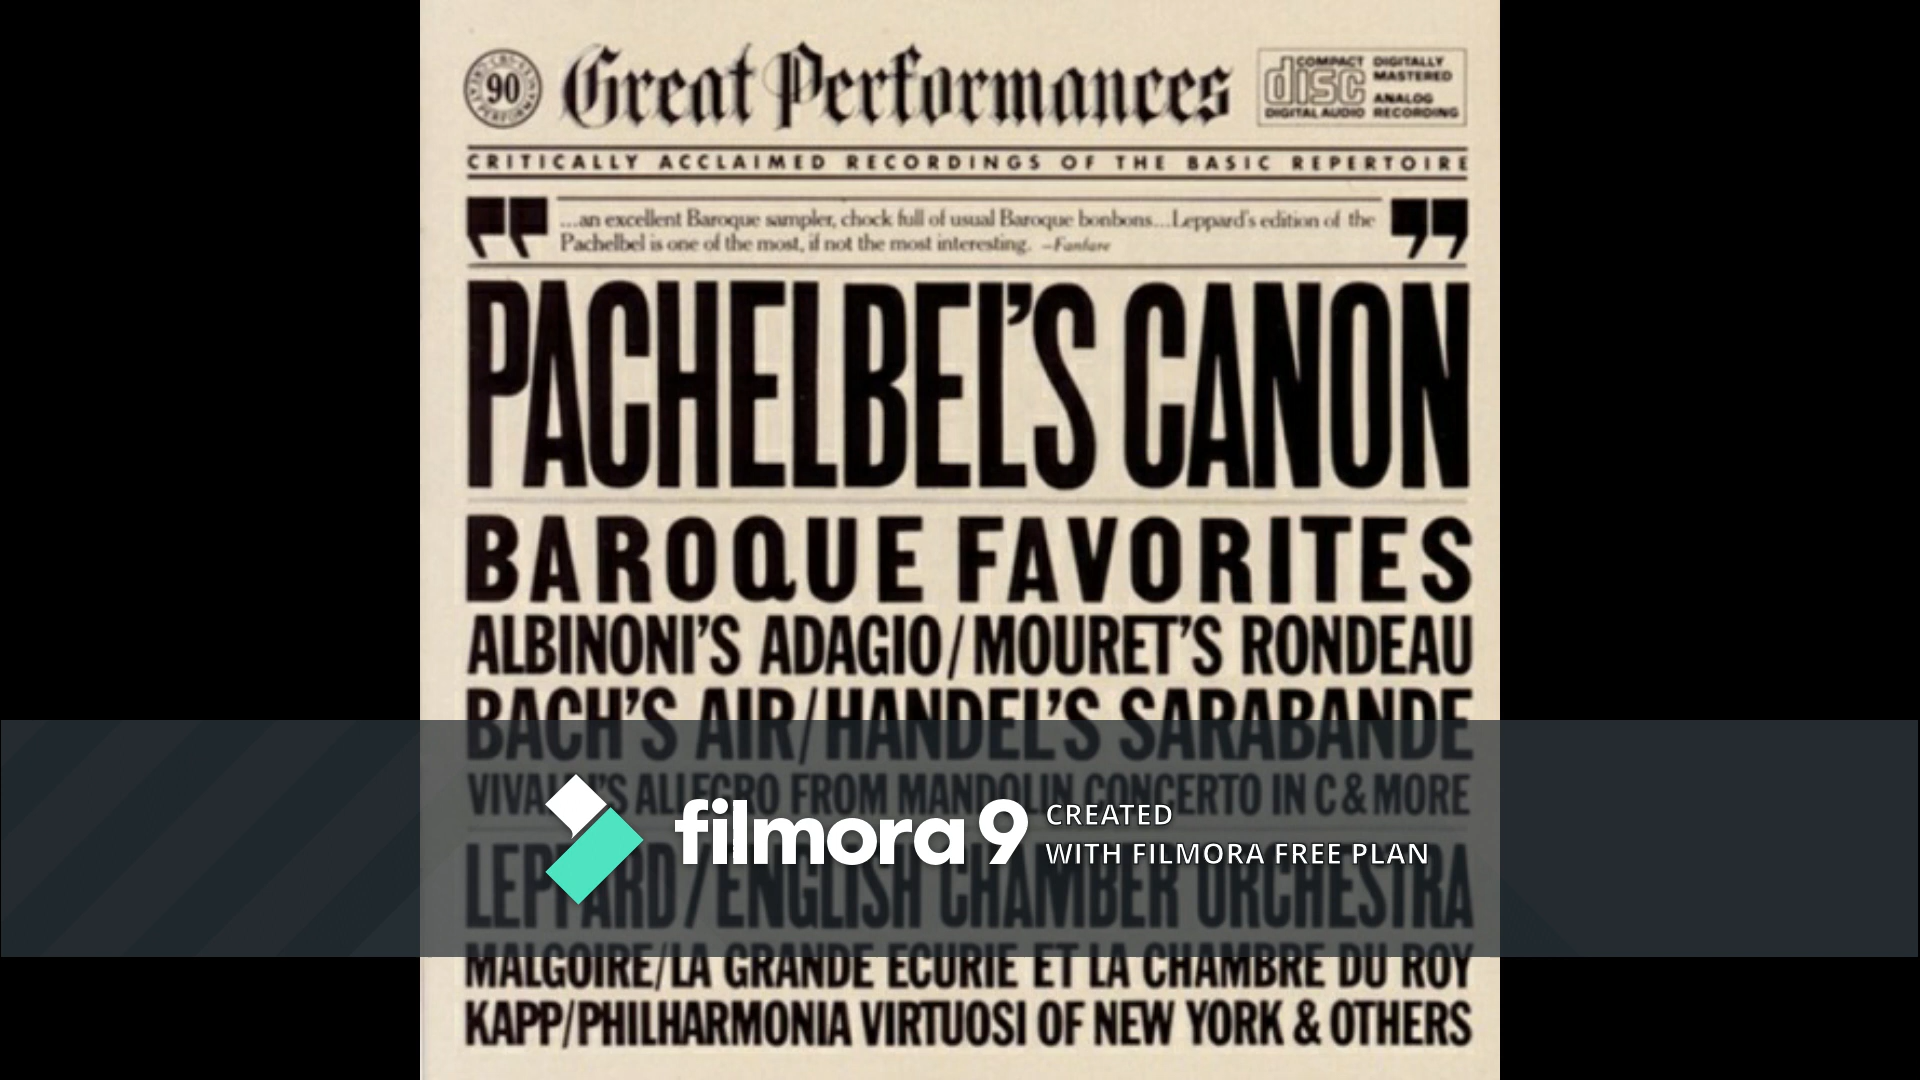 90
Great Performances
COMPACT
disc
DIGITAL AUDIO
DIGITALLY
MASTERED
ANALOG
RECORDING
CRITICALLY ACCLAIMED RECORDINGS OF THE BASIC REPERTOIRE
"...an excellent Baroque sampler, chock full of usual Baroque bonbons...Leppard's edition of the
Pachelbel is one of the most, if not the most interesting. –Fanfare"
PACHELBEL'S CANON
BAROQUE FAVORITES
ALBINONI'S ADAGIO/MOURET'S RONDEAU
BACH'S AIR/HANDEL'S SARABANDE
VIVALDI'S ALLEGRO FROM MANDOLIN CONCERTO IN C & MORE
filmora9
CREATED
WITH FILMORA FREE PLAN
LEPPARD/ENGLISH CHAMBER ORCHESTRA
MALGOIRE/LA GRANDE ECURIE ET LA CHAMBRE DU ROY
KAPP/PHILHARMONIA VIRTUOSI OF NEW YORK & OTHERS